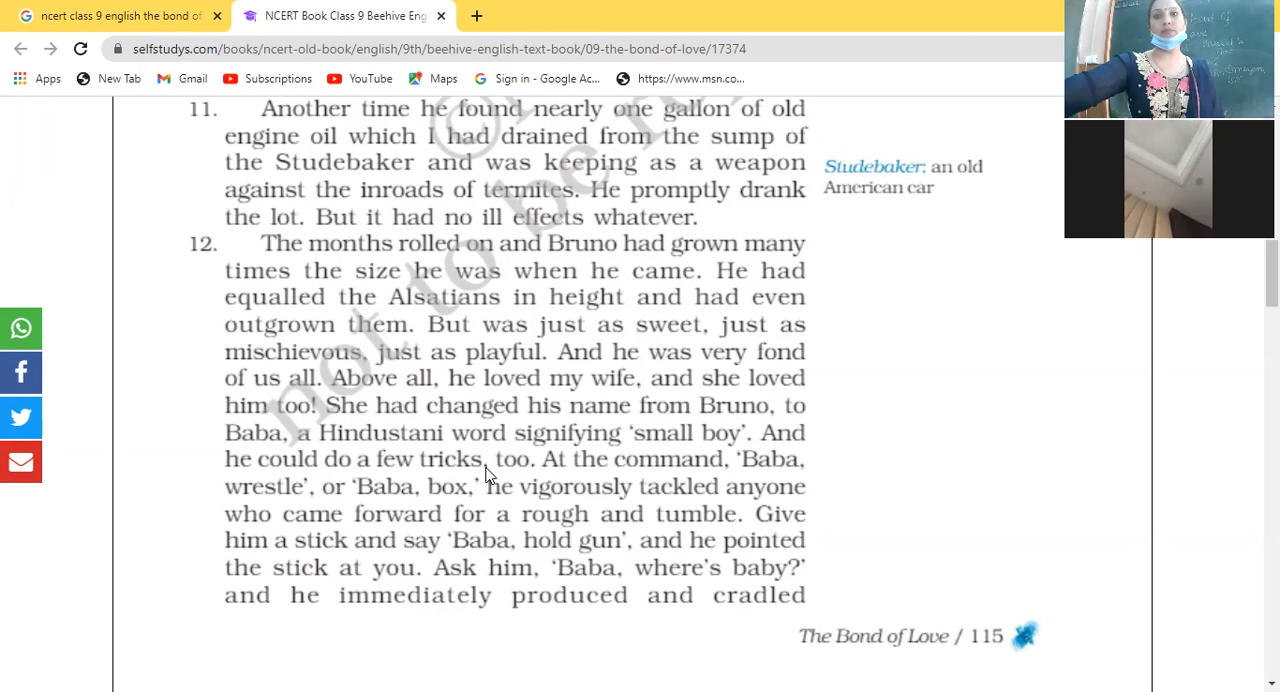 ncert class 9 english the bond of
NCERT Book Class 9 Beehive Eng
selfstudys.com/books/ncert-old-book/english/9th/beehive-english-text-book/09-the-bond-of-love/17374
Apps New Tab Gmail Subscriptions YouTube Maps Sign in - Google Ac... https://www.msn.co...
11. Another time he found nearly one gallon of old
engine oil which I had drained from the sump of
the Studebaker and was keeping as a weapon
against the inroads of termites. He promptly drank
the lot. But it had no ill effects whatever.
Studebaker: an old
American car
12. The months rolled on and Bruno had grown many
times the size he was when he came. He had
equalled the Alsatians in height and had even
outgrown them. But was just as sweet, just as
mischievous, just as playful. And he was very fond
of us all. Above all, he loved my wife, and she loved
him too! She had changed his name from Bruno, to
Baba, a Hindustani word signifying ‘small boy’. And
he could do a few tricks, too. At the command, ‘Baba,
wrestle’, or ‘Baba, box,’ he vigorously tackled anyone
who came forward for a rough and tumble. Give
him a stick and say ‘Baba, hold gun’, and he pointed
the stick at you. Ask him, ‘Baba, where’s baby?’
and he immediately produced and cradled
The Bond of Love / 115
not to be
Bond of